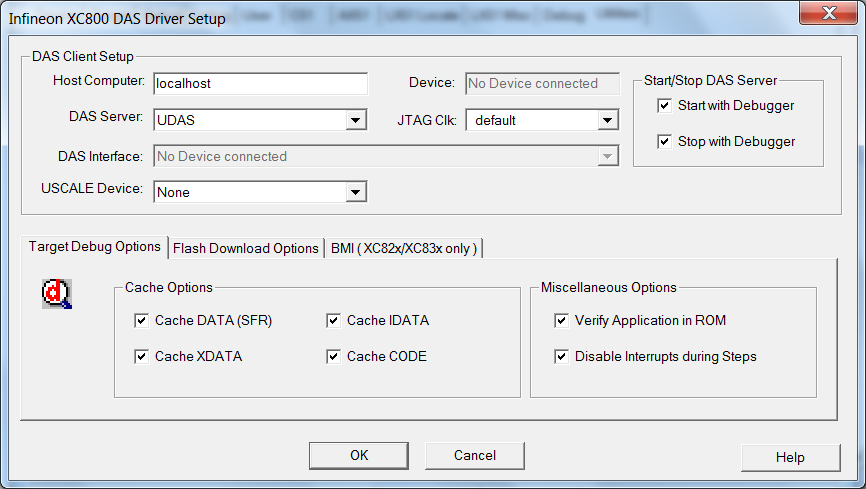 Infineon XC800 DAS Driver Setup
DAS Client Setup
Host Computer: localhost
Device: No Device connected
DAS Server: UDAS
JTAG Clk: default
DAS Interface: No Device connected
USCALE Device: None
Start/Stop DAS Server
Start with Debugger
Stop with Debugger
Target Debug Options
Flash Download Options
BMI ( XC82x/XC83x only )
d
Cache Options
Cache DATA (SFR)
Cache IDATA
Cache XDATA
Cache CODE
Miscellaneous Options
Verify Application in ROM
Disable Interrupts during Steps
OK
Cancel
Help